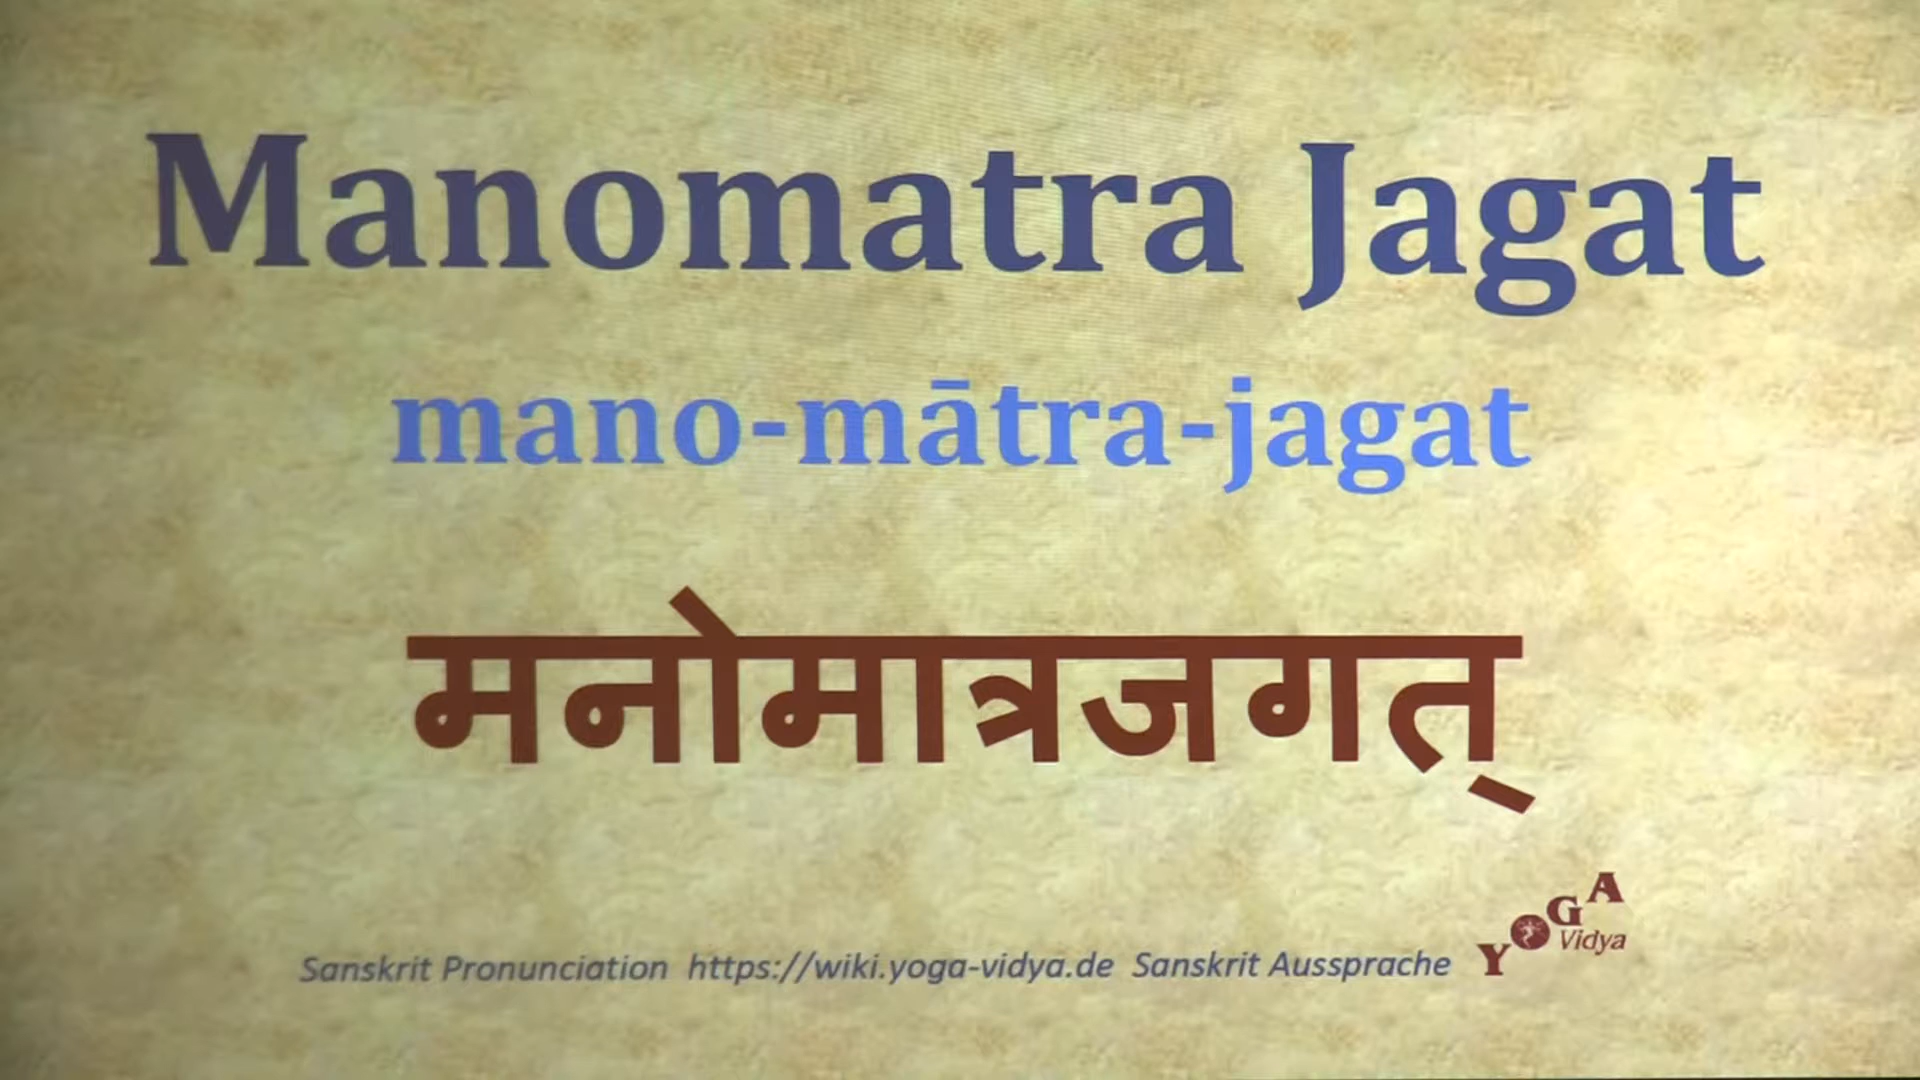 Manomatra Jagat
mano-mātra-jagat
मनोमात्रजगत्
Sanskrit Pronunciation https://wiki.yoga-vidya.de Sanskrit Aussprache
YOGA
Vidya